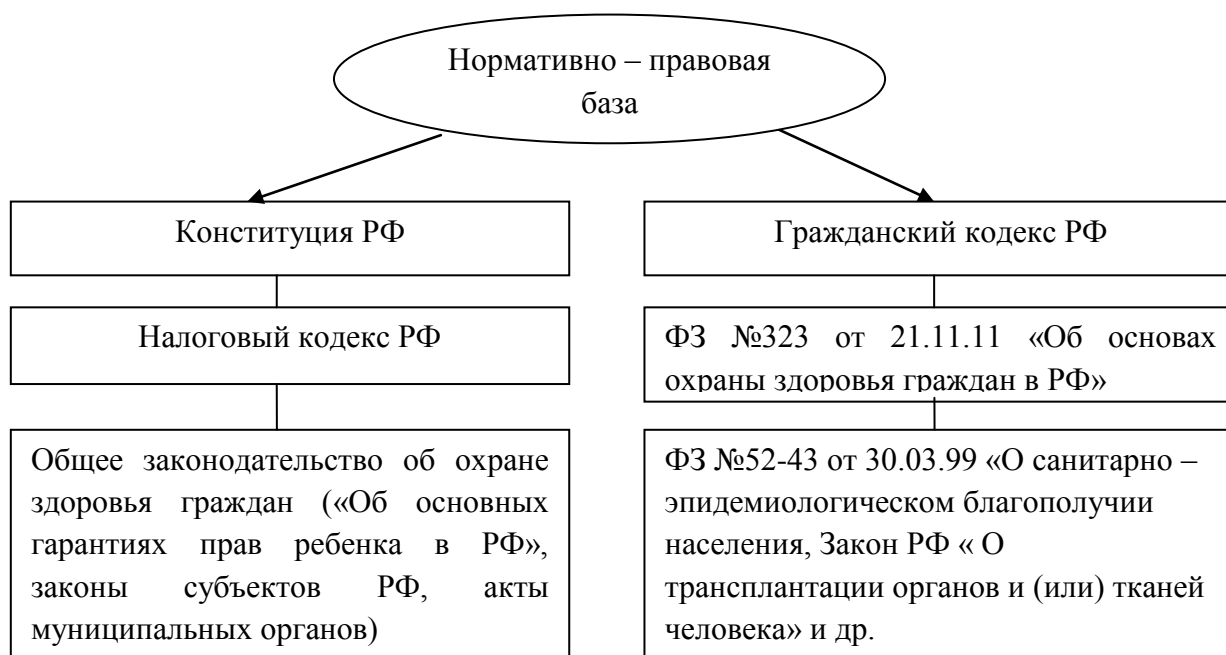 Нормативно – правовая
база
Конституция РФ
Гражданский кодекс РФ
Налоговый кодекс РФ
ФЗ №323 от 21.11.11 «Об основах
охраны здоровья граждан в РФ»
Общее законодательство об охране
здоровья граждан («Об основных
гарантиях прав ребенка в РФ»,
законы субъектов РФ, акты
муниципальных органов)
ФЗ №52-43 от 30.03.99 «О санитарно –
эпидемиологическом благополучии
населения, Закон РФ « О
трансплантации органов и (или) тканей
человека» и др.